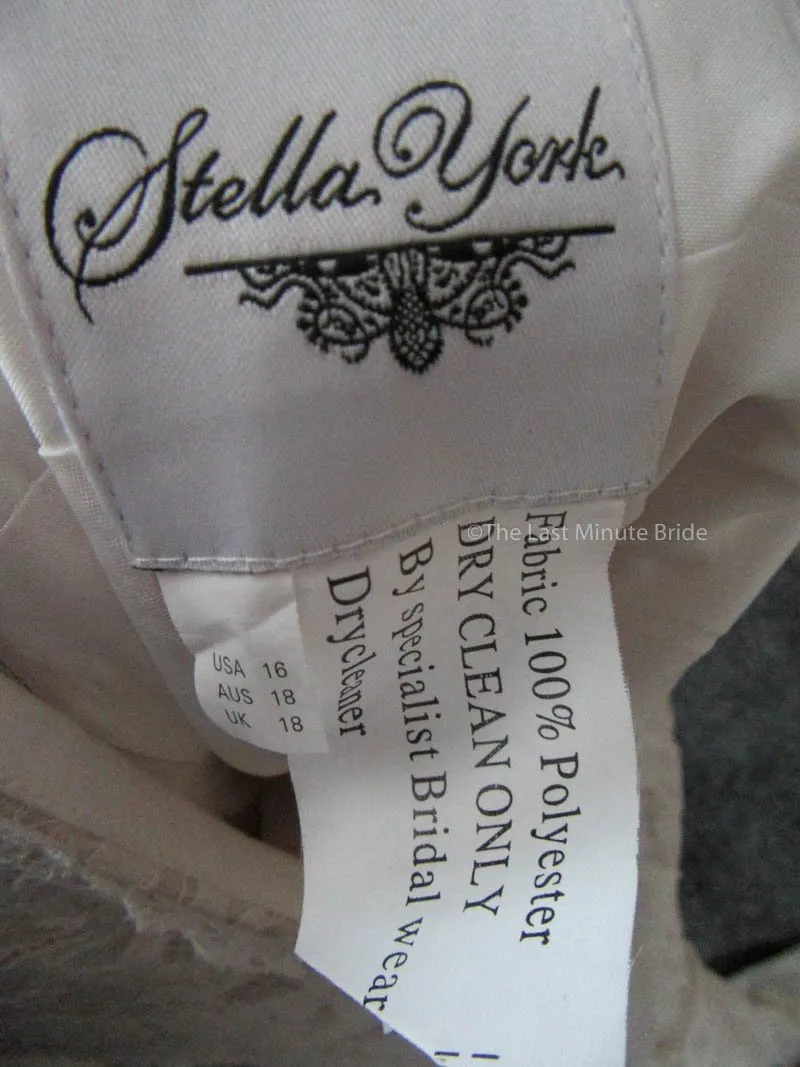 Stella York
©The Last Minute Bride
Fabric 100% Polyester
DRY CLEAN ONLY
By specialist Bridal wear
Drycleaner
USA 16
AUS 18
UK 18